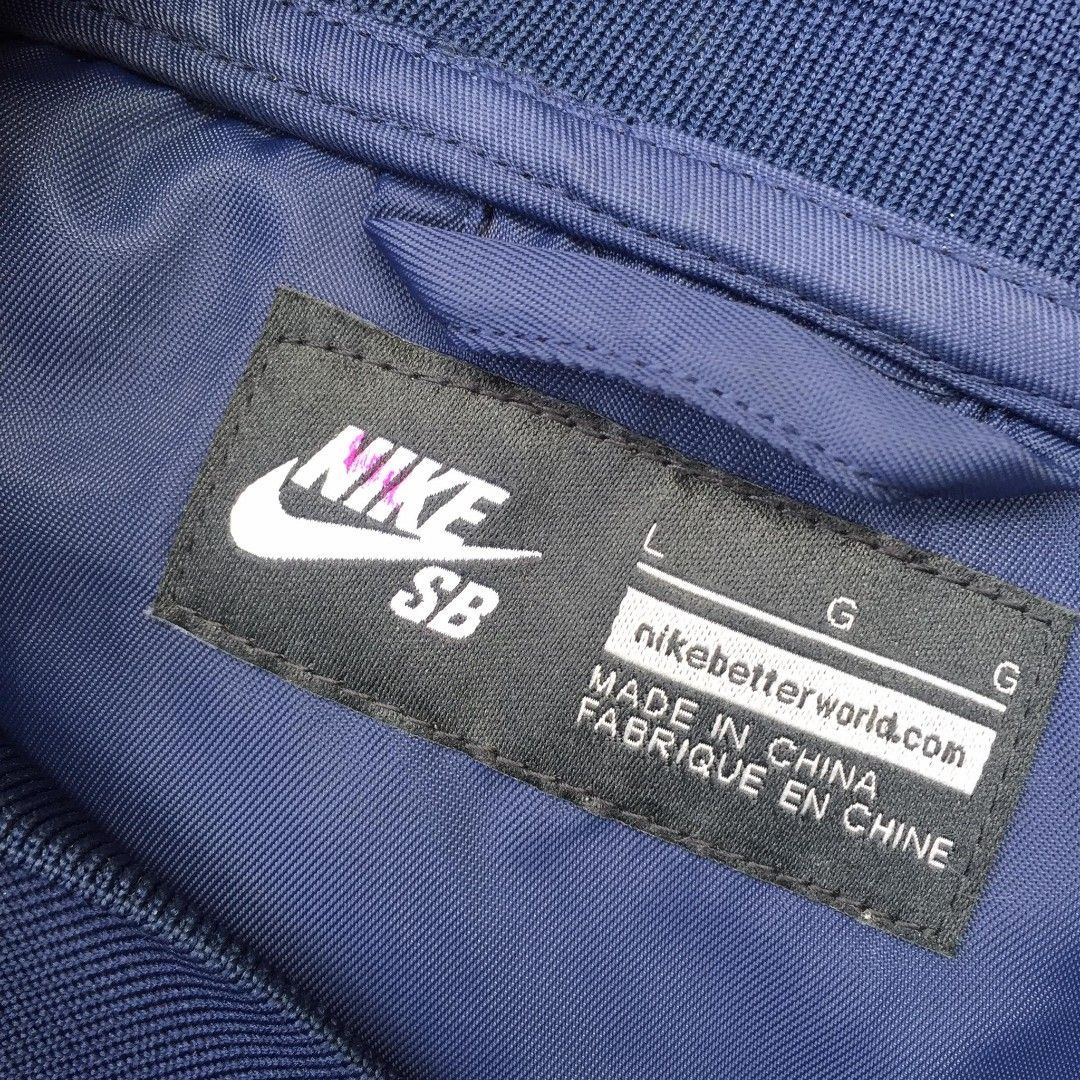 NIKE
SB
L G G
nikebetterworld.com
MADE IN CHINA
FABRIQUE EN CHINE